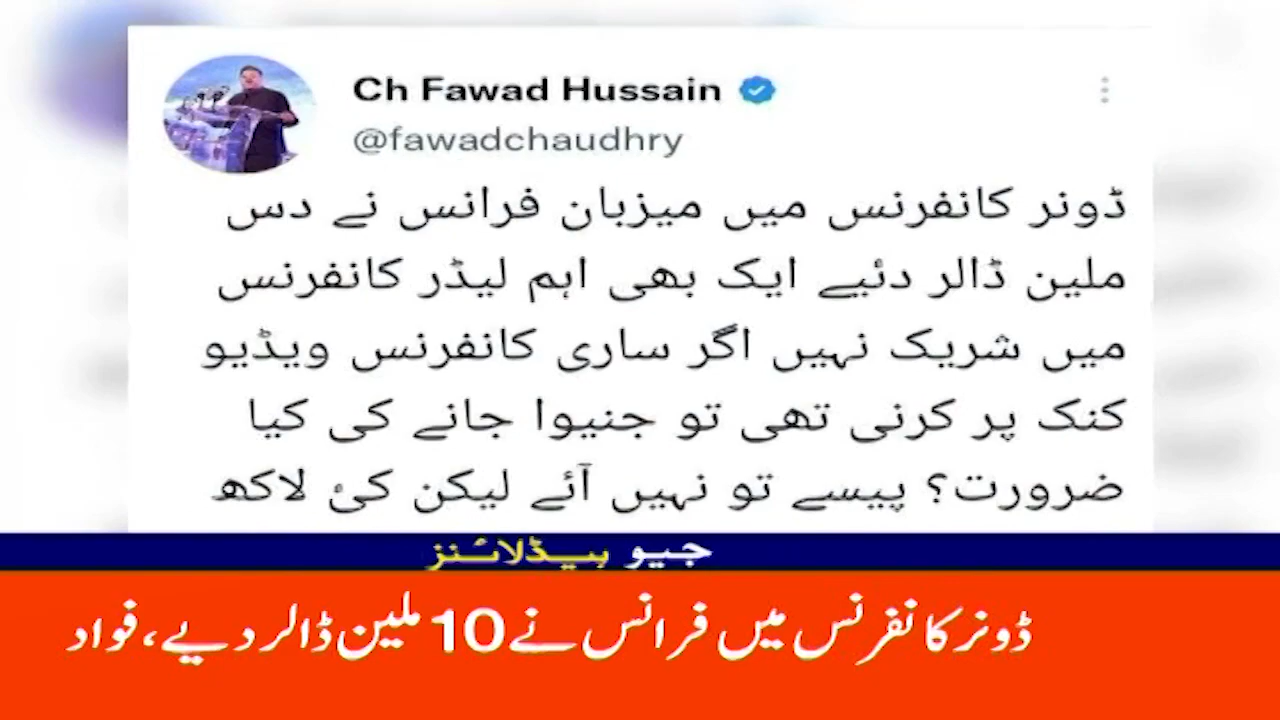 Ch Fawad Hussain
@fawadchaudhry
ڈونر کانفرنس میں میزبان فرانس نے دس
ملین ڈالر دئیے ایک بھی اہم لیڈر کانفرنس
میں شریک نہیں اگر ساری کانفرنس ویڈیو
کنک پر کرنی تھی تو جنیوا جانے کی کیا
ضرورت؟ پیسے تو نہیں آئے لیکن کئ لاکھ
جیو ہیڈلائنز
ڈونر کانفرنس میں فرانس نے 10 ملین ڈالر دیے، فواد